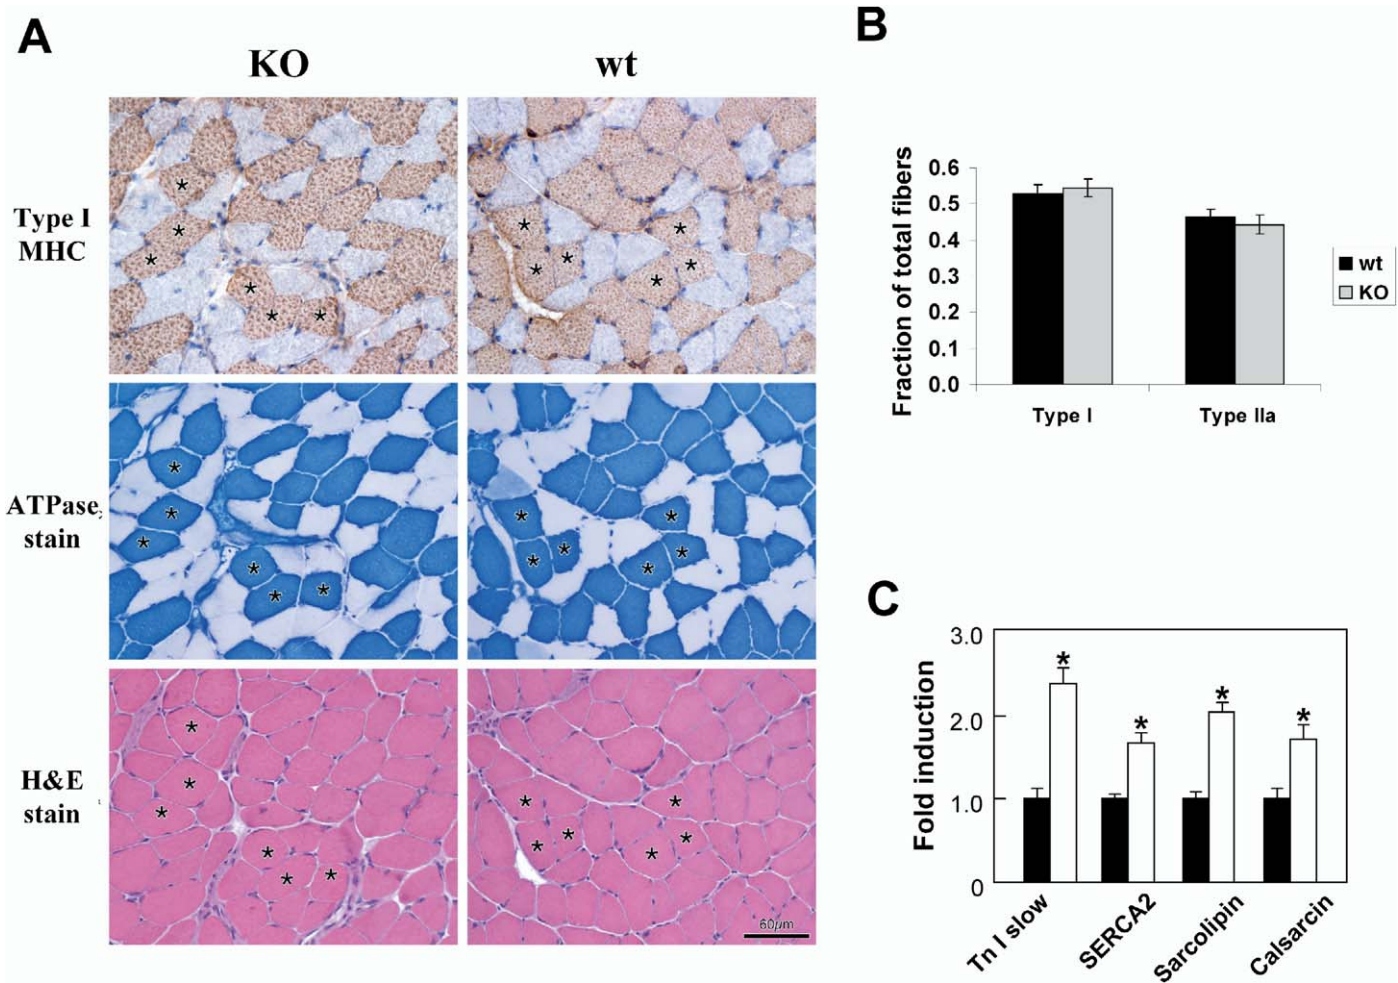 A
KO
wt
Type I
MHC
ATPase
stain
H&E
stain
60µm
B
Fraction of total fibers
0.6
0.5
0.4
0.3
0.2
0.1
0.0
Type I
Type IIa
wt
KO
C
Fold induction
3.0
2.0
1.0
0
Tn I slow
SERCA2
Sarcolipin
Calsarcin